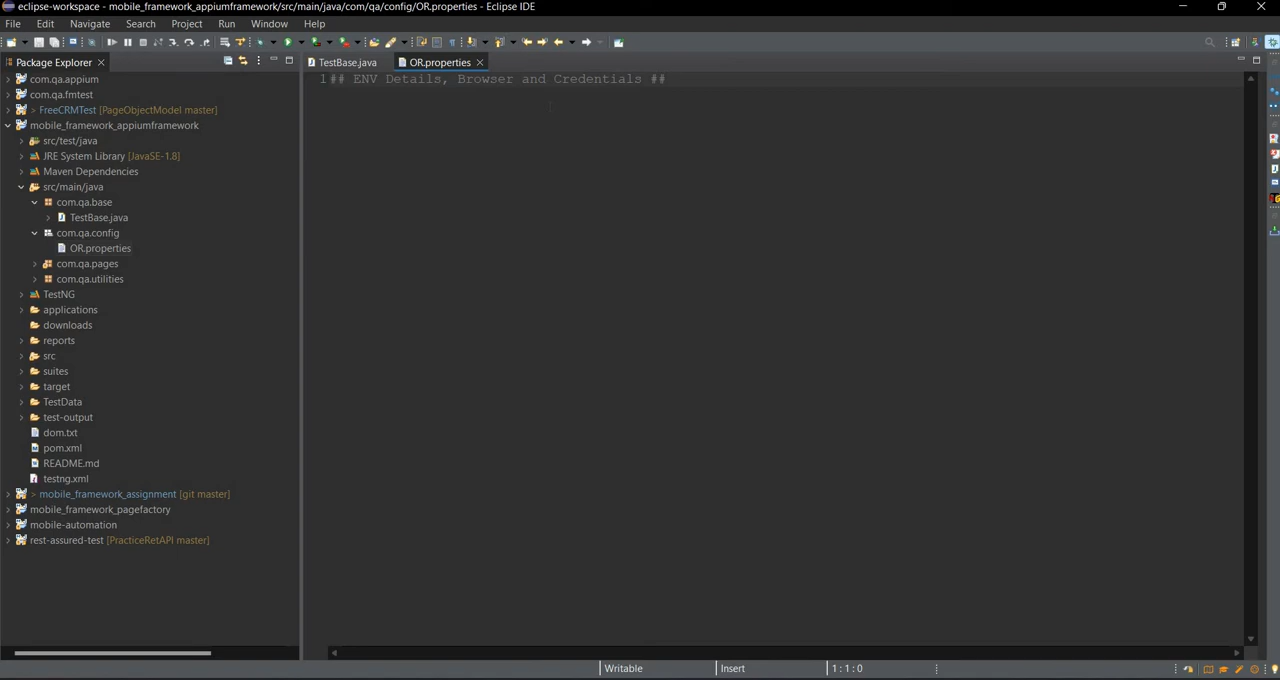 eclipse-workspace - mobile_framework_appiumframework/src/main/java/com/qa/config/OR.properties - Eclipse IDE
File Edit Navigate Search Project Run Window Help
Package Explorer
TestBase.java
OR.properties
com.qa.appium
com.qa.fmtest
> FreeCRMTest [PageObjectModel master]
mobile_framework_appiumframework
src/test/java
JRE System Library [JavaSE-1.8]
Maven Dependencies
src/main/java
com.qa.base
TestBase.java
com.qa.config
OR.properties
com.qa.pages
com.qa.utilities
TestNG
applications
downloads
reports
src
suites
target
TestData
test-output
dom.txt
pom.xml
README.md
testng.xml
> mobile_framework_assignment [git master]
mobile_framework_pagefactory
mobile-automation
rest-assured-test [PracticeRetAPI master]
1 ## ENV Details, Browser and Credentials ##
Writable
Insert
1 : 1 : 0